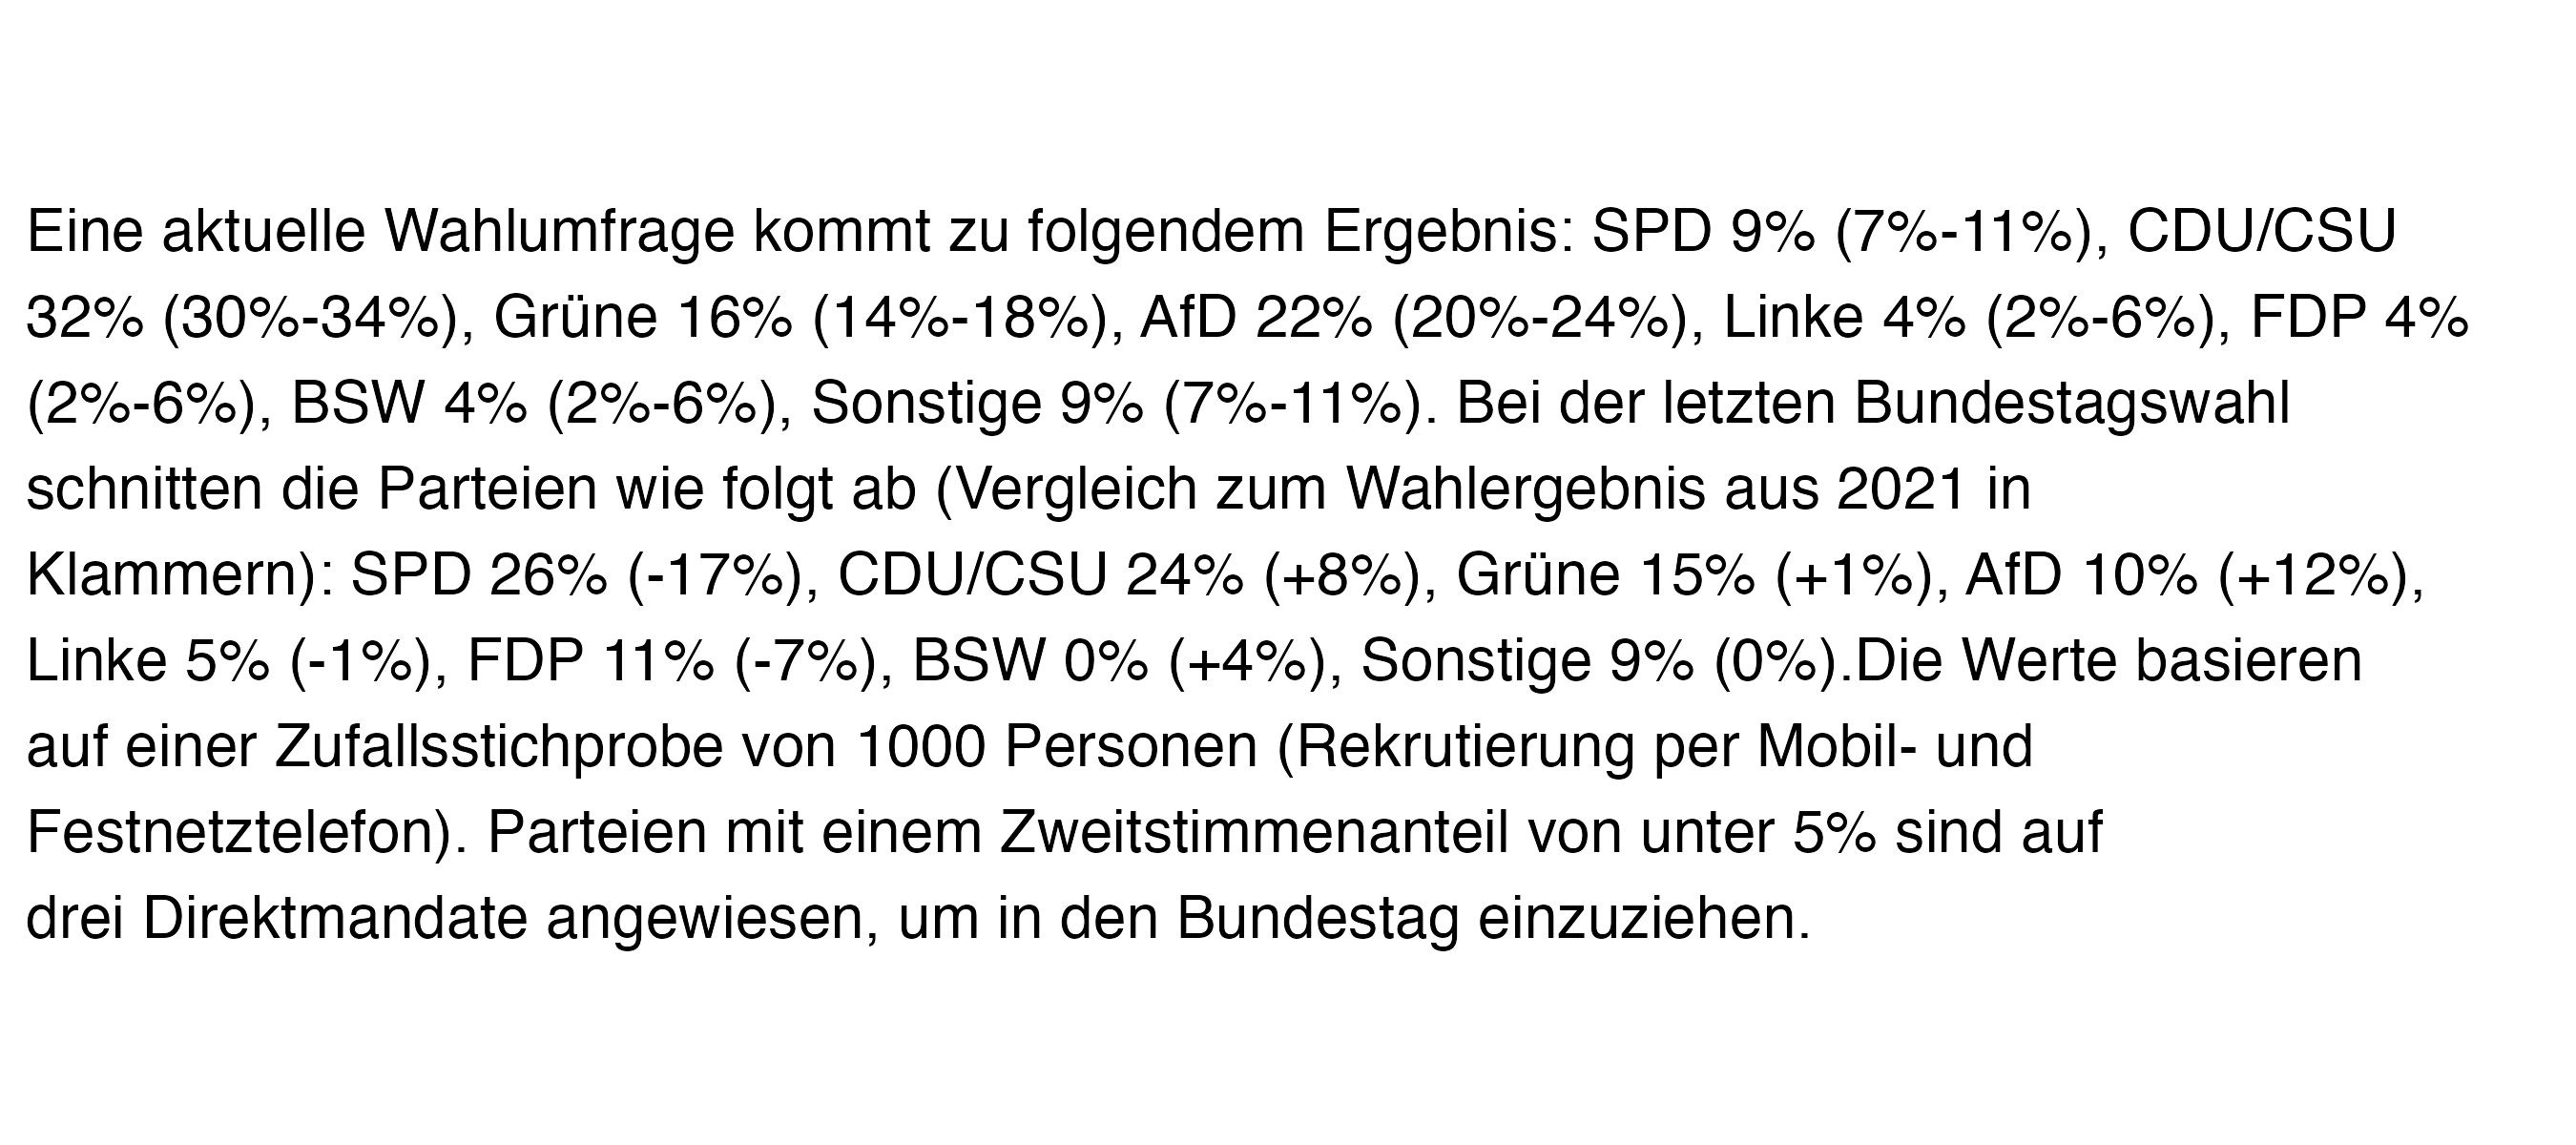 Eine aktuelle Wahlumfrage kommt zu folgendem Ergebnis: SPD 9% (7%-11%), CDU/CSU
32% (30%-34%), Grüne 16% (14%-18%), AfD 22% (20%-24%), Linke 4% (2%-6%), FDP 4%
(2%-6%), BSW 4% (2%-6%), Sonstige 9% (7%-11%). Bei der letzten Bundestagswahl
schnitten die Parteien wie folgt ab (Vergleich zum Wahlergebnis aus 2021 in
Klammern): SPD 26% (-17%), CDU/CSU 24% (+8%), Grüne 15% (+1%), AfD 10% (+12%),
Linke 5% (-1%), FDP 11% (-7%), BSW 0% (+4%), Sonstige 9% (0%).Die Werte basieren
auf einer Zufallsstichprobe von 1000 Personen (Rekrutierung per Mobil- und
Festnetztelefon). Parteien mit einem Zweitstimmenanteil von unter 5% sind auf
drei Direktmandate angewiesen, um in den Bundestag einzuziehen.